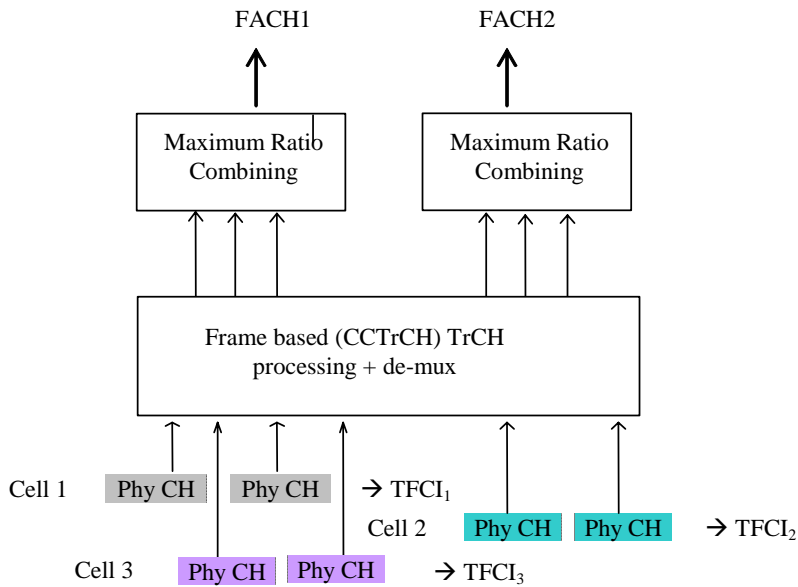 FACH1 FACH2
Maximum Ratio
Combining
Maximum Ratio
Combining
Frame based (CCTrCH) TrCH
processing + de-mux
Cell 1 Phy CH Phy CH → TFCI₁
Cell 2 Phy CH Phy CH → TFCI₂
Cell 3 Phy CH Phy CH → TFCI₃